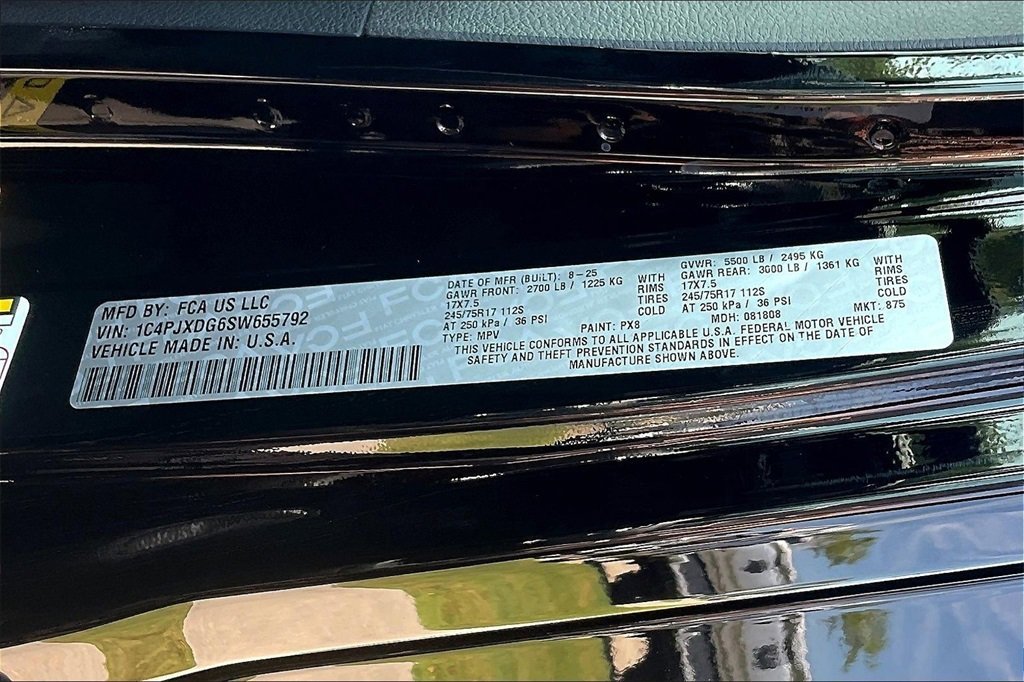 MFD BY: FCA US LLC
VIN: 1C4PJXDG6SW655792
VEHICLE MADE IN: U.S.A.
DATE OF MFR (BUILT): 8-25
GAWR FRONT: 2700 LB / 1225 KG WITH
17X7.5 RIMS
245/75R17 112S TIRES
AT 250 kPa / 36 PSI COLD
TYPE: MPV PAINT: PX8
GVWR: 5500 LB / 2495 KG
GAWR REAR: 3000 LB / 1361 KG WITH
17X7.5 RIMS
245/75R17 112S TIRES
AT 250 kPa / 36 PSI COLD
MDH: 081808 MKT: 875
THIS VEHICLE CONFORMS TO ALL APPLICABLE U.S.A. FEDERAL MOTOR VEHICLE
SAFETY AND THEFT PREVENTION STANDARDS IN EFFECT ON THE DATE OF
MANUFACTURE SHOWN ABOVE.